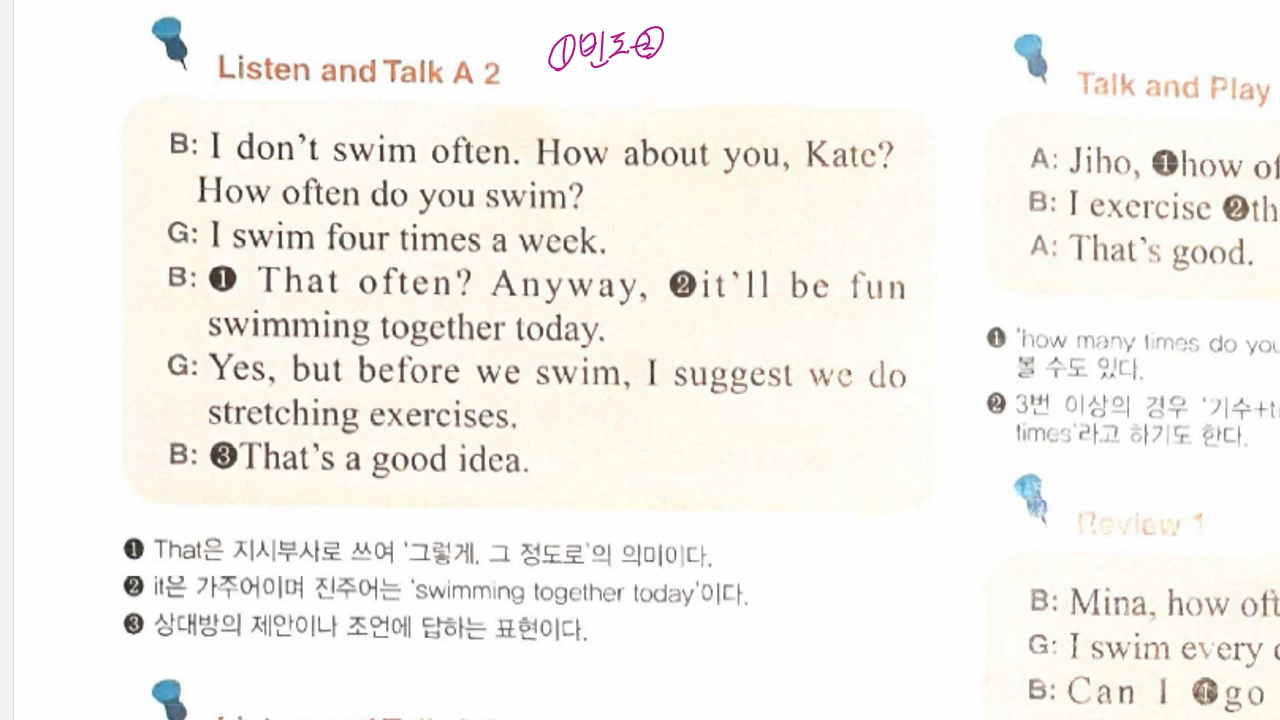 Listen and Talk A 2
B: I don't swim often. How about you, Kate?
How often do you swim?
G: I swim four times a week.
B: ❶ That often? Anyway, ❷it'll be fun
swimming together today.
G: Yes, but before we swim, I suggest we do
stretching exercises.
B: ❸That's a good idea.
❶ That은 지시부사로 쓰여 '그렇게, 그 정도로'의 의미이다.
❷ it은 가주어이며 진주어는 'swimming together today'이다.
❸ 상대방의 제안이나 조언에 답하는 표현이다.
Talk and Play
A: Jiho, ❶how of
B: I exercise ❷th
A: That's good.
❶ 'how many times do you
볼 수도 있다.
❷ 3번 이상의 경우 '기수+ti
times'라고 하기도 한다.
Review 1
B: Mina, how oft
G: I swim every d
B: Can I ❶go